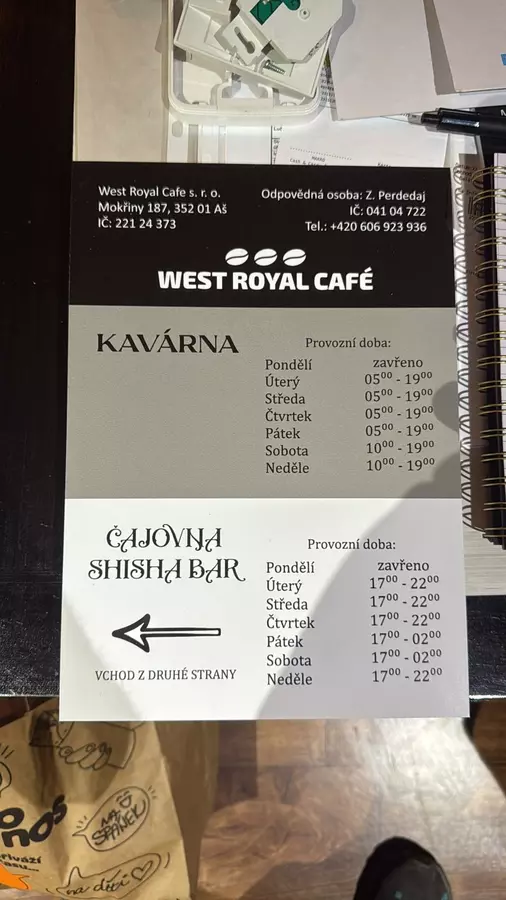 West Royal Cafe s. r. o.
Mokřiny 187, 352 01 Aš
IČ: 221 24 373
Odpovědná osoba: Z. Perdedaj
IČ: 041 04 722
Tel.: +420 606 923 936
WEST ROYAL CAFÉ
KAVÁRNA
Provozní doba:
Pondělí zavřeno
Úterý 05⁰⁰ - 19⁰⁰
Středa 05⁰⁰ - 19⁰⁰
Čtvrtek 05⁰⁰ - 19⁰⁰
Pátek 05⁰⁰ - 19⁰⁰
Sobota 10⁰⁰ - 19⁰⁰
Neděle 10⁰⁰ - 19⁰⁰
ČAJOVNA
SHISHA BAR
VCHOD Z DRUHÉ STRANY
Provozní doba:
Pondělí zavřeno
Úterý 17⁰⁰ - 22⁰⁰
Středa 17⁰⁰ - 22⁰⁰
Čtvrtek 17⁰⁰ - 22⁰⁰
Pátek 17⁰⁰ - 02⁰⁰
Sobota 17⁰⁰ - 02⁰⁰
Neděle 17⁰⁰ - 22⁰⁰
nos
NA
SPÁNEK
na